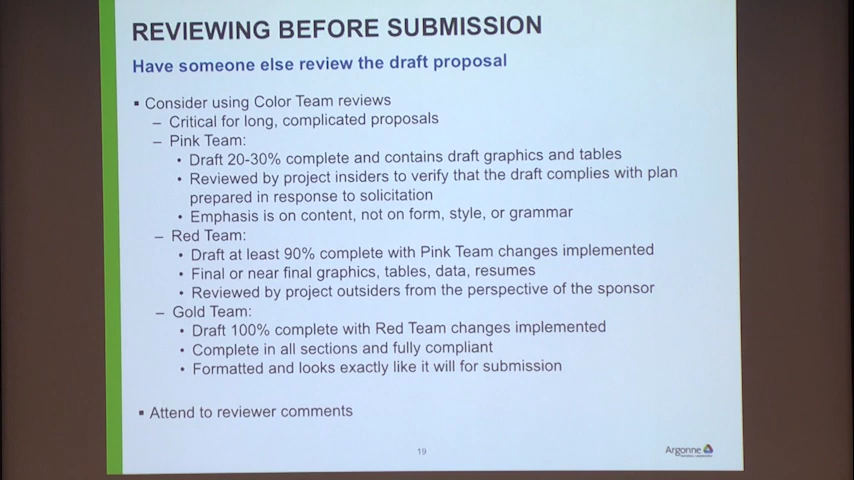 REVIEWING BEFORE SUBMISSION
Have someone else review the draft proposal
▪ Consider using Color Team reviews
– Critical for long, complicated proposals
– Pink Team:
• Draft 20-30% complete and contains draft graphics and tables
• Reviewed by project insiders to verify that the draft complies with plan
prepared in response to solicitation
• Emphasis is on content, not on form, style, or grammar
– Red Team:
• Draft at least 90% complete with Pink Team changes implemented
• Final or near final graphics, tables, data, resumes
• Reviewed by project outsiders from the perspective of the sponsor
– Gold Team:
• Draft 100% complete with Red Team changes implemented
• Complete in all sections and fully compliant
• Formatted and looks exactly like it will for submission
▪ Attend to reviewer comments
19
Argonne